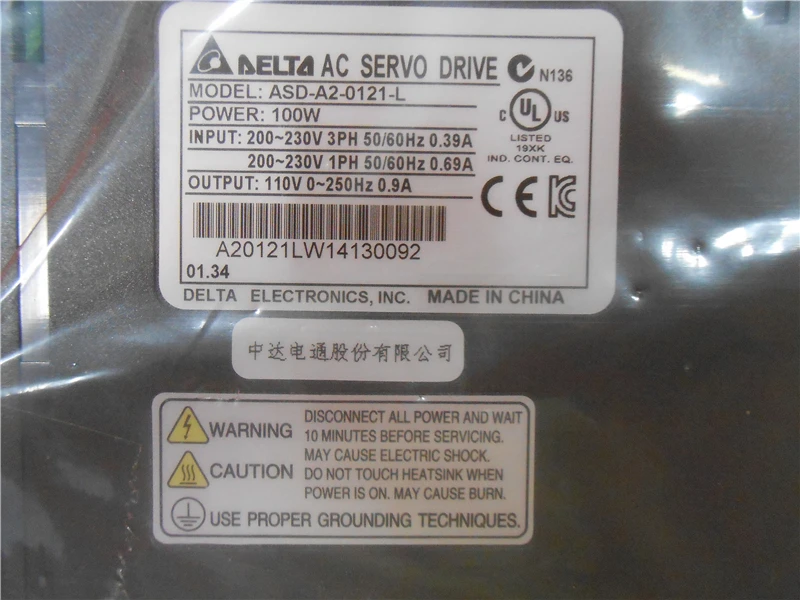 DELTA AC SERVO DRIVE N136
MODEL: ASD-A2-0121-L
POWER: 100W
INPUT: 200~230V 3PH 50/60Hz 0.39A
200~230V 1PH 50/60Hz 0.69A
OUTPUT: 110V 0~250Hz 0.9A
C UL US
LISTED
19XK
IND. CONT. EQ.
CE
A20121LW14130092
01.34
DELTA ELECTRONICS, INC. MADE IN CHINA
中达电通股份有限公司
WARNING
DISCONNECT ALL POWER AND WAIT
10 MINUTES BEFORE SERVICING.
MAY CAUSE ELECTRIC SHOCK.
CAUTION
DO NOT TOUCH HEATSINK WHEN
POWER IS ON. MAY CAUSE BURN.
USE PROPER GROUNDING TECHNIQUES.